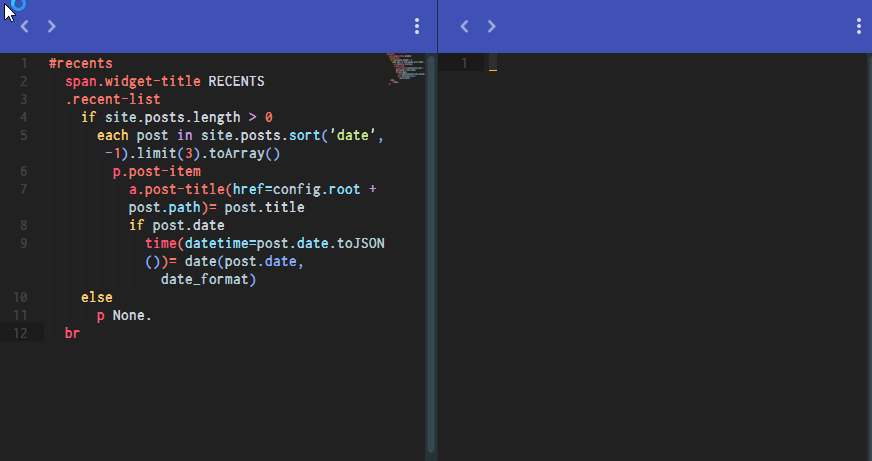 1 #recents
2 span.widget-title RECENTS
3 .recent-list
4 if site.posts.length > 0
5 each post in site.posts.sort('date',
-1).limit(3).toArray()
6 p.post-item
7 a.post-title(href=config.root +
post.path)= post.title
8 if post.date
9 time(datetime=post.date.toJSON
())= date(post.date,
date_format)
10 else
11 p None.
12 br
1